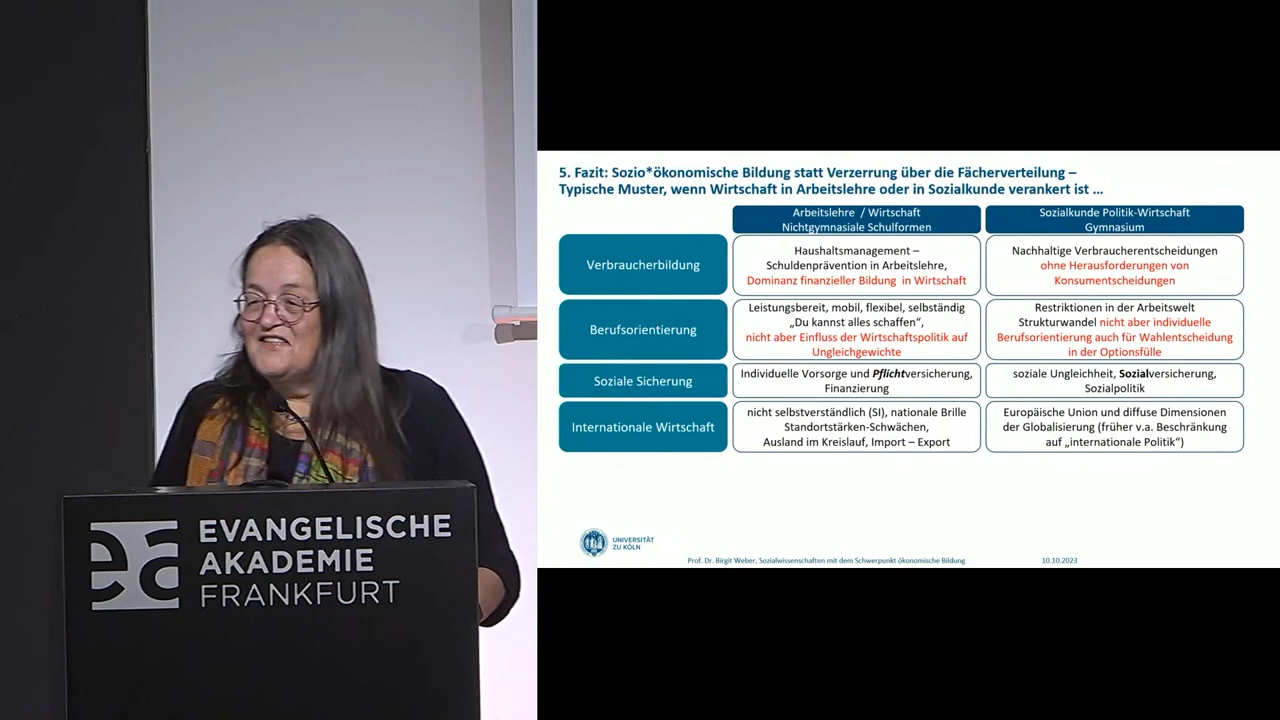 EVANGELISCHE
AKADEMIE
FRANKFURT
ea
5. Fazit: Sozio*ökonomische Bildung statt Verzerrung über die Fächerverteilung –
Typische Muster, wenn Wirtschaft in Arbeitslehre oder in Sozialkunde verankert ist ...
Arbeitslehre / Wirtschaft
Nichtgymnasiale Schulformen
Sozialkunde Politik-Wirtschaft
Gymnasium
Verbraucherbildung
Haushaltsmanagement –
Schuldenprävention in Arbeitslehre,
Dominanz finanzieller Bildung in Wirtschaft
Nachhaltige Verbraucherentscheidungen
ohne Herausforderungen von
Konsumentscheidungen
Berufsorientierung
Leistungsbereit, mobil, flexibel, selbständig
„Du kannst alles schaffen“,
nicht aber Einfluss der Wirtschaftspolitik auf
Ungleichgewichte
Restriktionen in der Arbeitswelt
Strukturwandel nicht aber individuelle
Berufsorientierung auch für Wahlentscheidung
in der Optionsfülle
Soziale Sicherung
Individuelle Vorsorge und Pflichtversicherung,
Finanzierung
soziale Ungleichheit, Sozialversicherung,
Sozialpolitik
Internationale Wirtschaft
nicht selbstverständlich (SI), nationale Brille
Standortstärken-Schwächen,
Ausland im Kreislauf, Import – Export
Europäische Union und diffuse Dimensionen
der Globalisierung (früher v.a. Beschränkung
auf „internationale Politik“)
UNIVERSITÄT
ZU KÖLN
Prof. Dr. Birgit Weber, Sozialwissenschaften mit dem Schwerpunkt ökonomische Bildung
10.10.2023